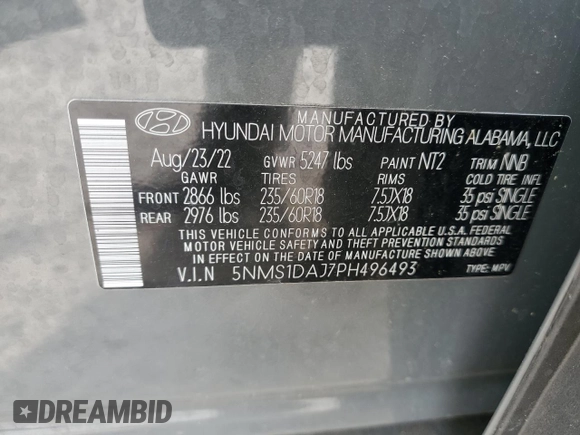 MANUFACTURED BY
HYUNDAI MOTOR MANUFACTURING ALABAMA, LLC
Aug/23/22 GVWR 5247 lbs PAINT NT2 TRIM NNB
GAWR TIRES RIMS COLD TIRE INFL
FRONT 2866 lbs 235/60R18 7.5JX18 35 psi SINGLE
REAR 2976 lbs 235/60R18 7.5JX18 35 psi SINGLE
THIS VEHICLE CONFORMS TO ALL APPLICABLE U.S.A. FEDERAL
MOTOR VEHICLE SAFETY AND THEFT PREVENTION STANDARDS
IN EFFECT ON THE DATE OF MANUFACTURE SHOWN ABOVE.
V.I.N 5NMS1DAJ7PH496493 TYPE: MPV
DREAMBID